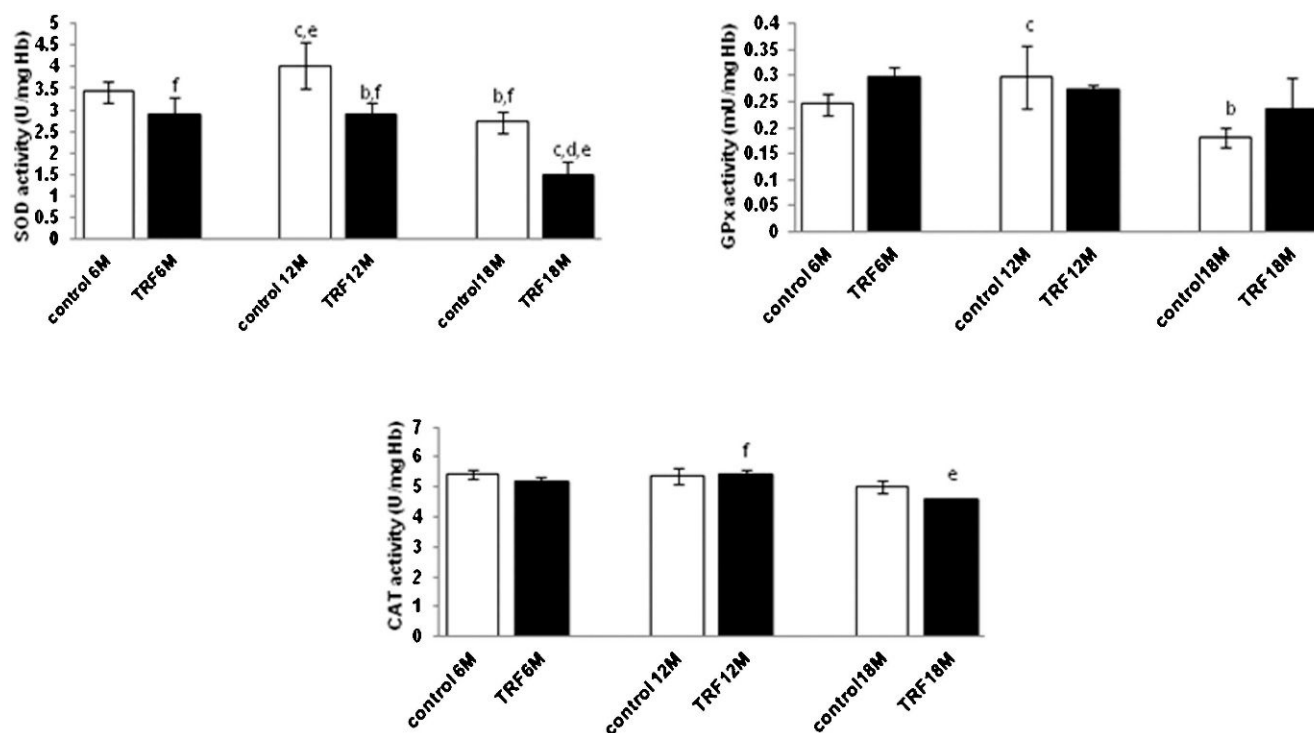 SOD activity (U/mg Hb)
5
4.5
4
3.5
3
2.5
2
1.5
1
0.5
0
f
c,e
b,f
b,f
c,d,e
control 6M
TRF6M
control 12M
TRF12M
control18M
TRF18M
GPx activity (mU/mg Hb)
0.4
0.35
0.3
0.25
0.2
0.15
0.1
0.05
0
c
b
control 6M
TRF6M
control 12M
TRF12M
control18M
TRF18M
CAT activity (U/mg Hb)
7
6
5
4
3
2
1
0
f
e
control 6M
TRF6M
control 12M
TRF12M
control18M
TRF18M